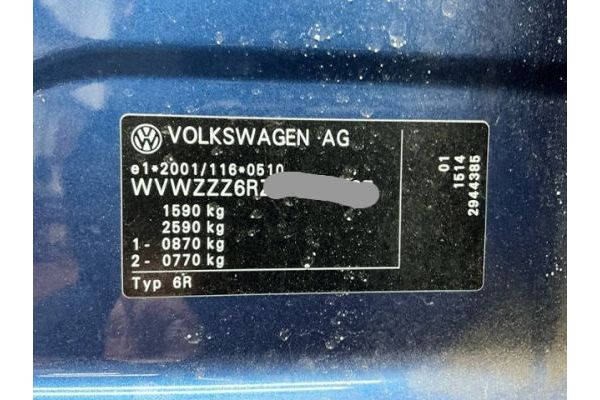 VOLKSWAGEN AG
e1*2001/116*0510
WVWZZZ6RZ
1590 kg
2590 kg
1- 0870 kg
2- 0770 kg
Typ 6R
01
1514
2944385